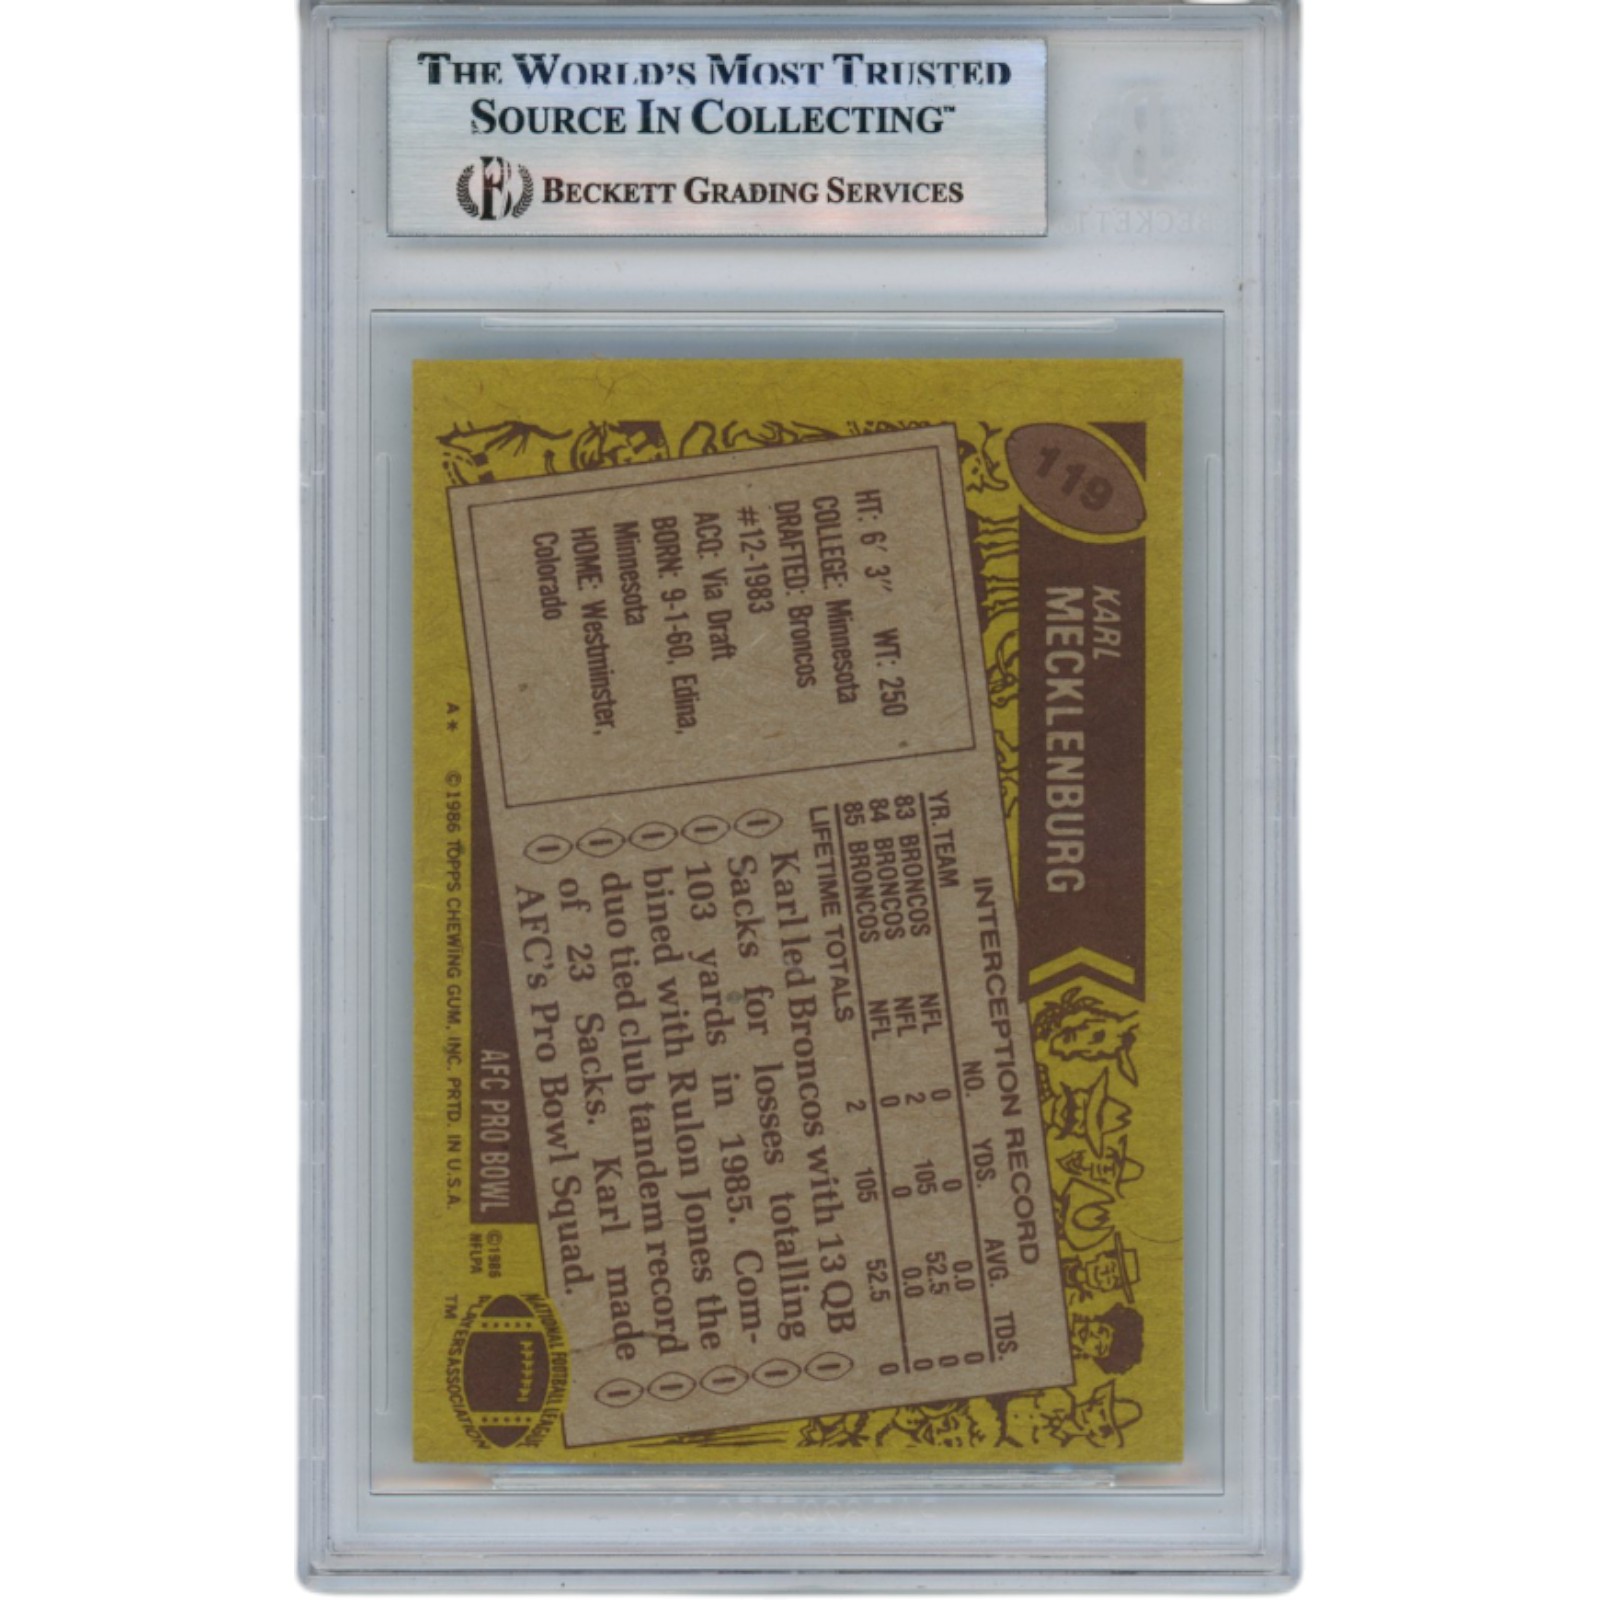 THE WORLD'S MOST TRUSTED
SOURCE IN COLLECTING™
BECKETT GRADING SERVICES
BECKETT
119
KARL
MECKLENBURG
HT: 6' 3" WT: 250
COLLEGE: Minnesota
DRAFTED: Broncos
#12-1983
ACQ: Via Draft
BORN: 9-1-60, Edina,
Minnesota
HOME: Westminster,
Colorado
INTERCEPTION RECORD
YR. TEAM NO. YDS. AVG. TDS.
83 BRONCOS NFL 0 0 0.0 0
84 BRONCOS NFL 2 105 52.5 0
85 BRONCOS NFL 0 0 0.0 0
LIFETIME TOTALS 2 105 52.5 0
Karl led Broncos with 13 QB
Sacks for losses totalling
103 yards in 1985. Com-
bined with Rulon Jones the
duo tied club tandem record
of 23 Sacks. Karl made
AFC's Pro Bowl Squad.
AFC PRO BOWL
©1986
NFLPA
NATIONAL FOOTBALL LEAGUE
PLAYERS ASSOCIATION
TM
A* ©1986 TOPPS CHEWING GUM, INC. PRTD. IN U.S.A.